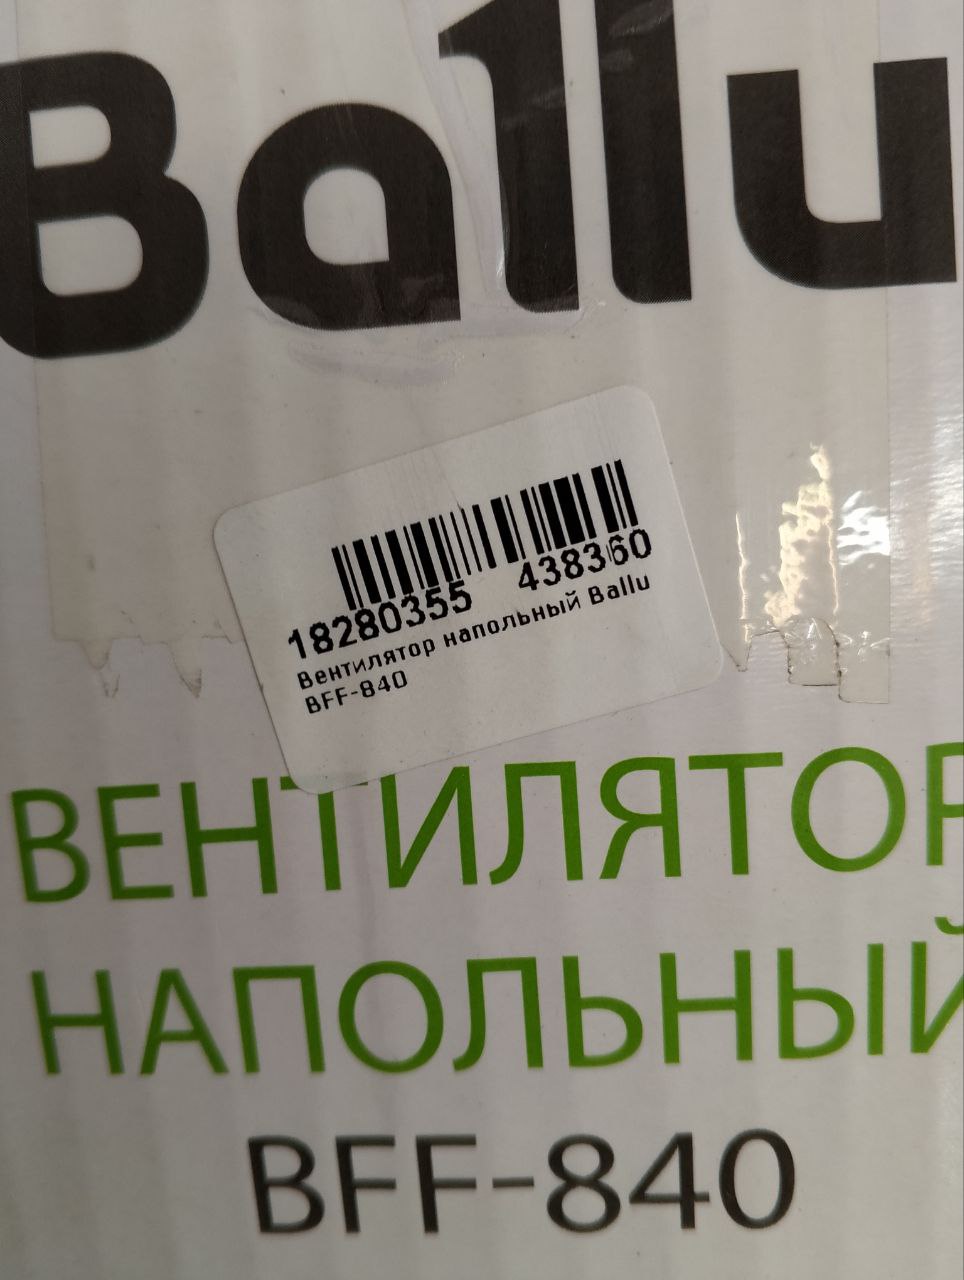 Ballu
18280355 438360
Вентилятор напольный Ballu
BFF-840
ВЕНТИЛЯТОР
НАПОЛЬНЫЙ
BFF-840